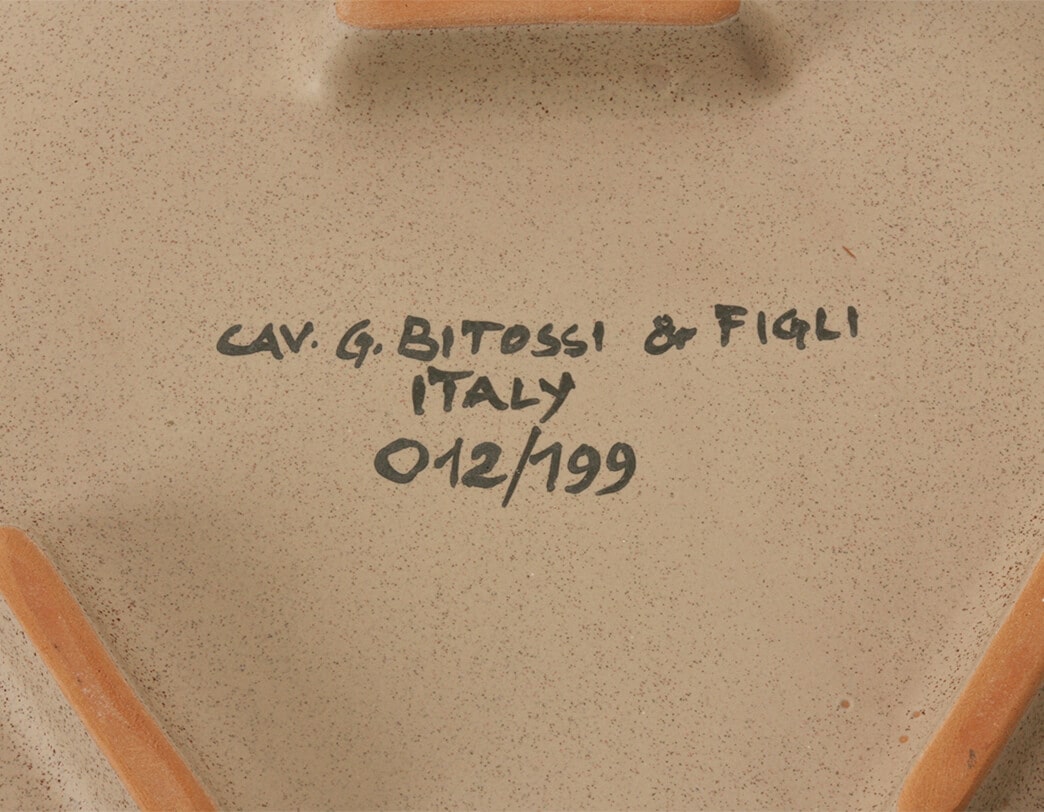 CAV. G. BITOSSI & FIGLI
ITALY
012/199